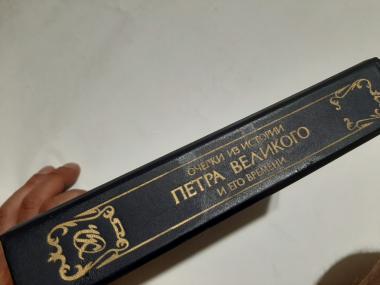 ОЧЕРКИ ИЗ ИСТОРИИ
ПЕТРА ВЕЛИКОГО
И ЕГО ВРЕМЕНИ